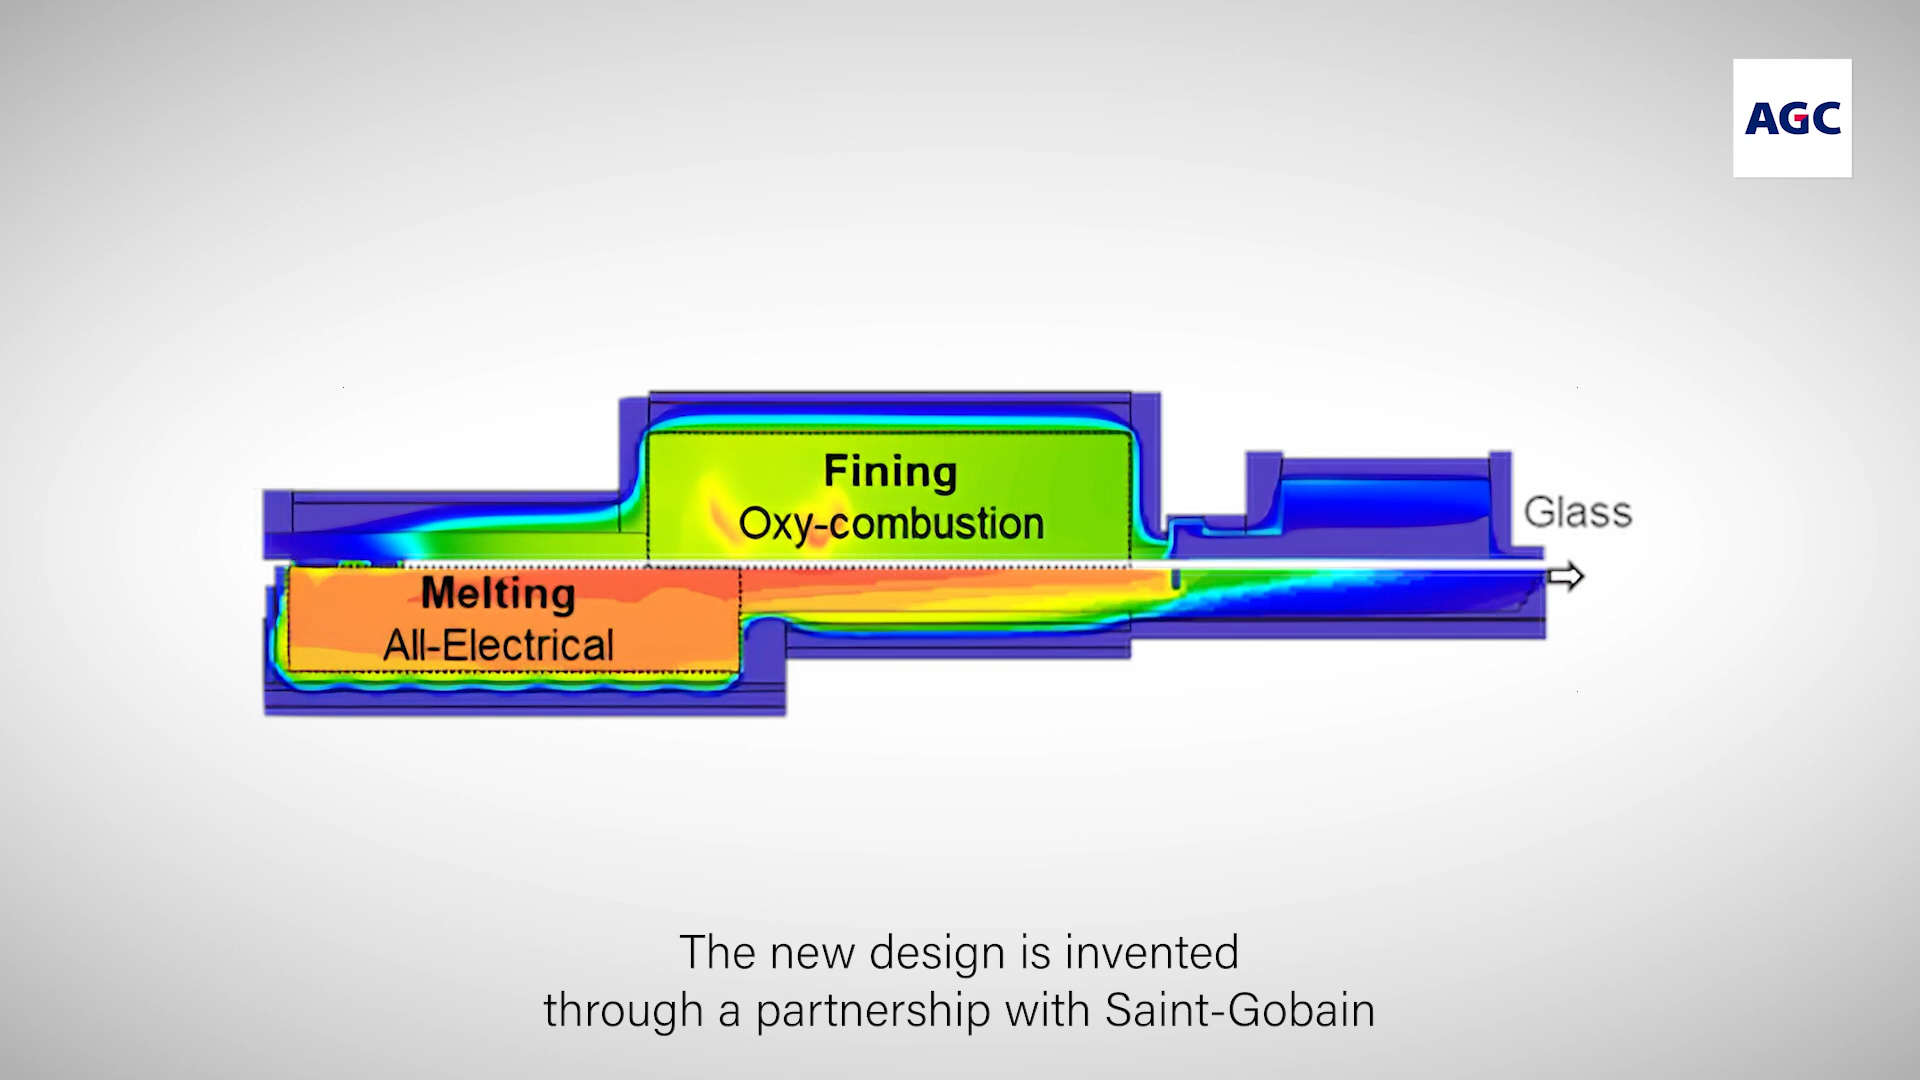 AGC
Fining
Oxy-combustion
Glass
Melting
All-Electrical
The new design is invented
through a partnership with Saint-Gobain